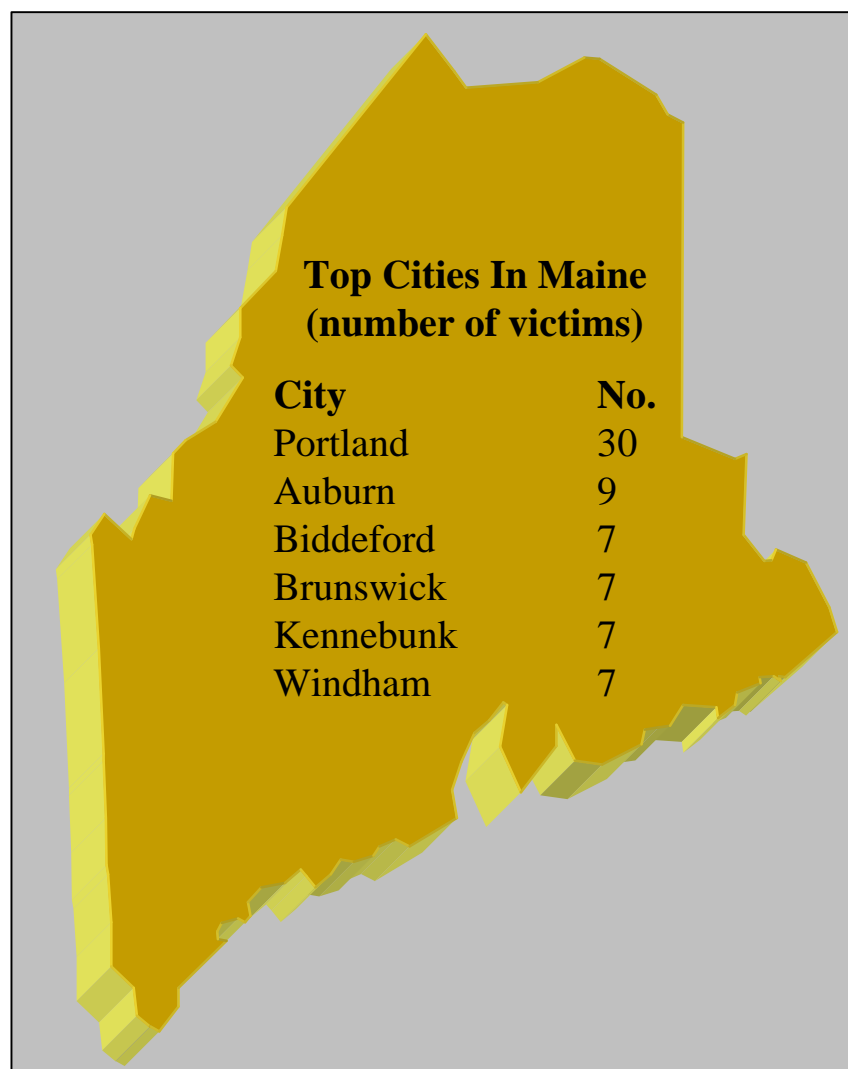 Top Cities In Maine
(number of victims)
City No.
Portland 30
Auburn 9
Biddeford 7
Brunswick 7
Kennebunk 7
Windham 7